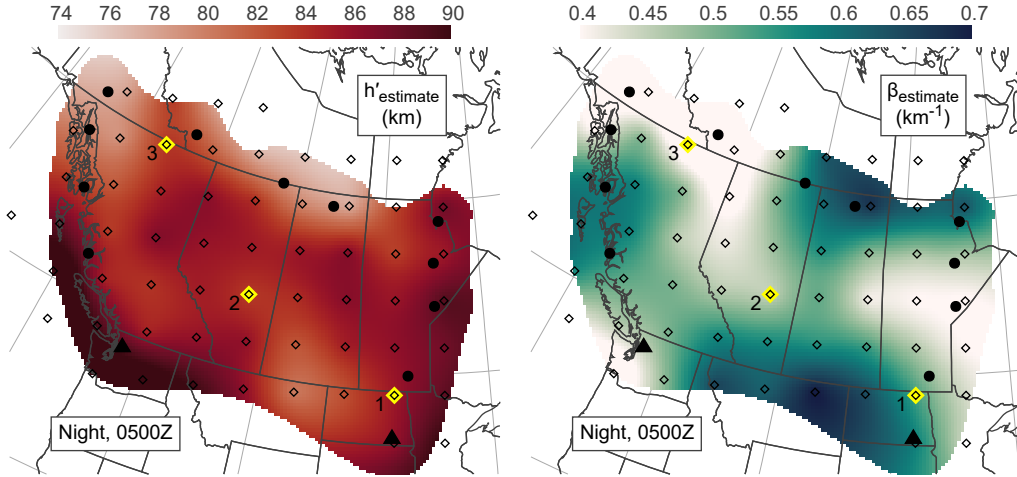 74 76 78 80 82 84 86 88 90
h′estimate
(km)
3
2
1
Night, 0500Z
0.4 0.45 0.5 0.55 0.6 0.65 0.7
βestimate
(km-1)
3
2
1
Night, 0500Z